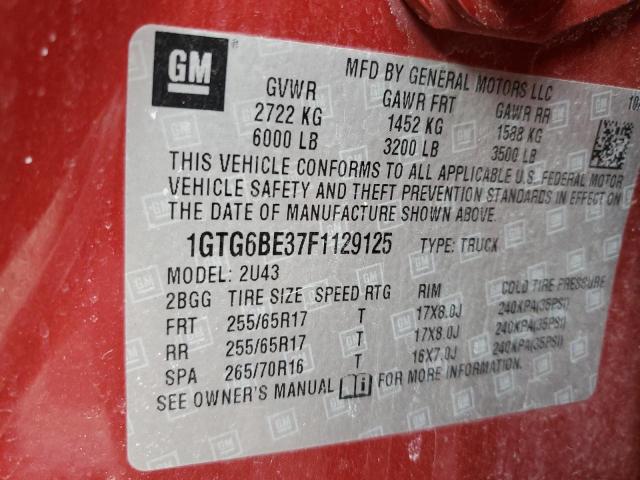 GM
MFD BY GENERAL MOTORS LLC
GVWR GAWR FRT GAWR RR
2722 KG 1452 KG 1588 KG
6000 LB 3200 LB 3500 LB
THIS VEHICLE CONFORMS TO ALL APPLICABLE U.S. FEDERAL MOTOR
VEHICLE SAFETY AND THEFT PREVENTION STANDARDS IN EFFECT ON
THE DATE OF MANUFACTURE SHOWN ABOVE.
1GTG6BE37F1129125 TYPE: TRUCK
MODEL: 2U43
2BGG TIRE SIZE SPEED RTG RIM COLD TIRE PRESSURE
FRT 255/65R17 T 17X8.0J 240KPA(35PSI)
RR 255/65R17 T 17X8.0J 240KPA(35PSI)
SPA 265/70R16 T 16X7.0J 240KPA(35PSI)
SEE OWNER'S MANUAL FOR MORE INFORMATION.